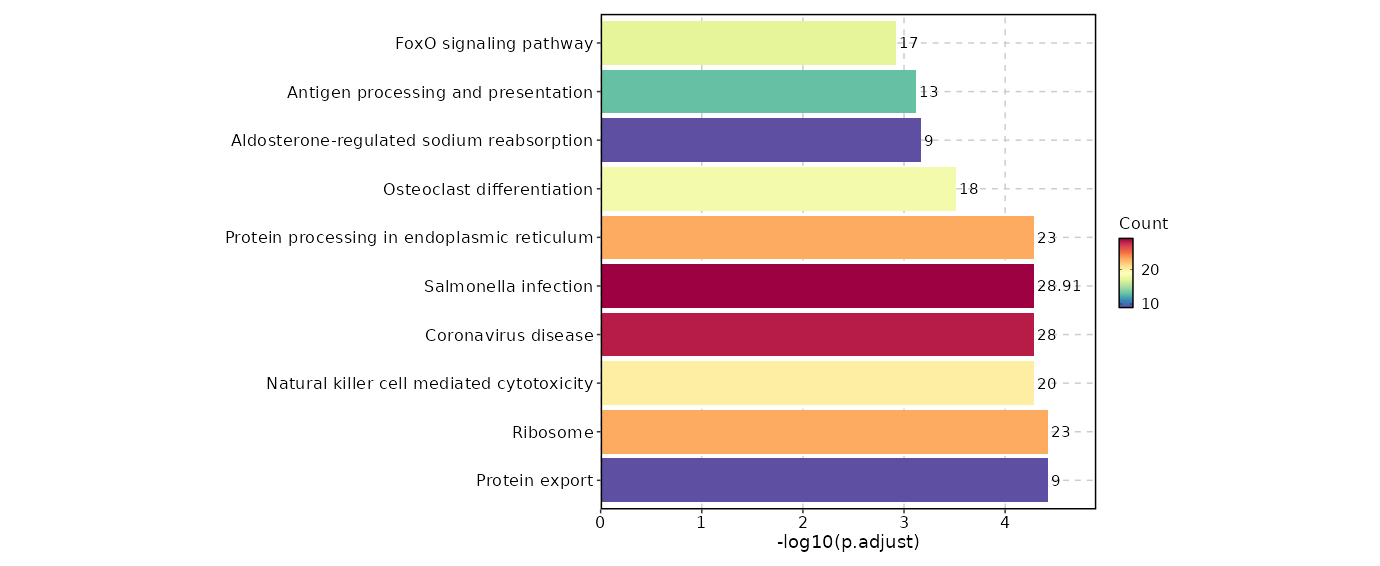 FoxO signaling pathway 17
Antigen processing and presentation 13
Aldosterone-regulated sodium reabsorption 9
Osteoclast differentiation 18
Protein processing in endoplasmic reticulum 23
Salmonella infection 28.91
Coronavirus disease 28
Natural killer cell mediated cytotoxicity 20
Ribosome 23
Protein export 9
0 1 2 3 4
-log10(p.adjust)
Count
20
10